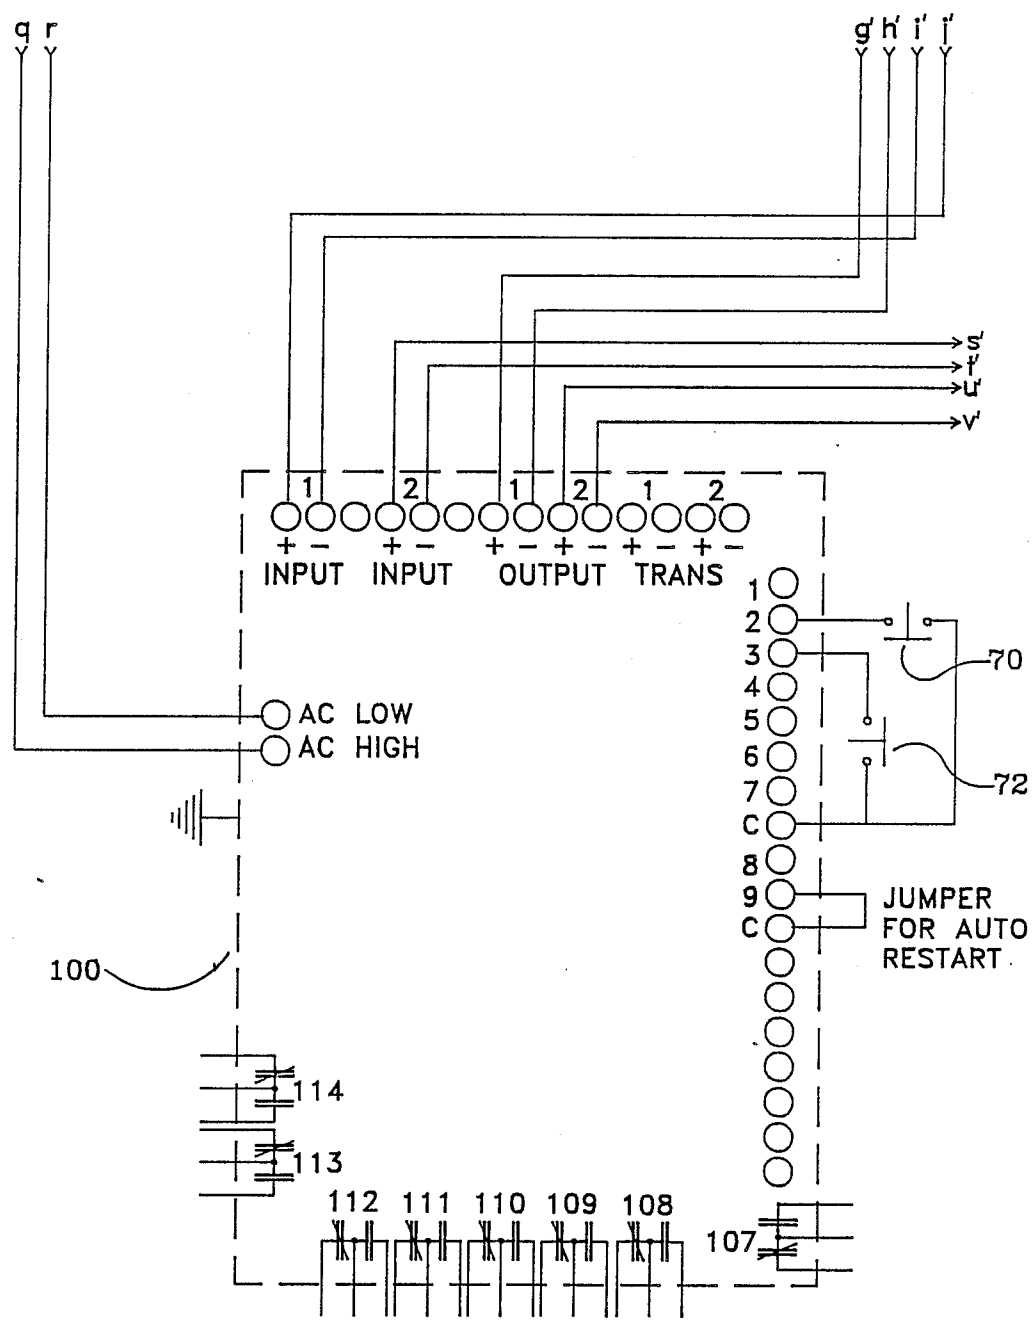 q r g' h' i' j'
s'
t'
u'
v'
1 2 1 2 1 2
+ − + − + − + − + − + −
INPUT INPUT OUTPUT TRANS
1
2
3
70
4
AC LOW
5
AC HIGH
6
72
7
C
8
9
JUMPER
C
FOR AUTO
RESTART
100
114
113
112 111 110 109 108
107